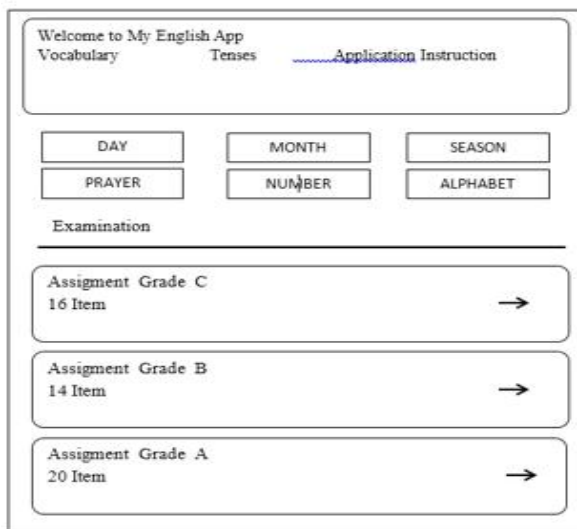 Welcome to My English App
Vocabulary Tenses Application Instruction
DAY MONTH SEASON
PRAYER NUMBER ALPHABET
Examination
Assigment Grade C
16 Item
Assigment Grade B
14 Item
Assigment Grade A
20 Item